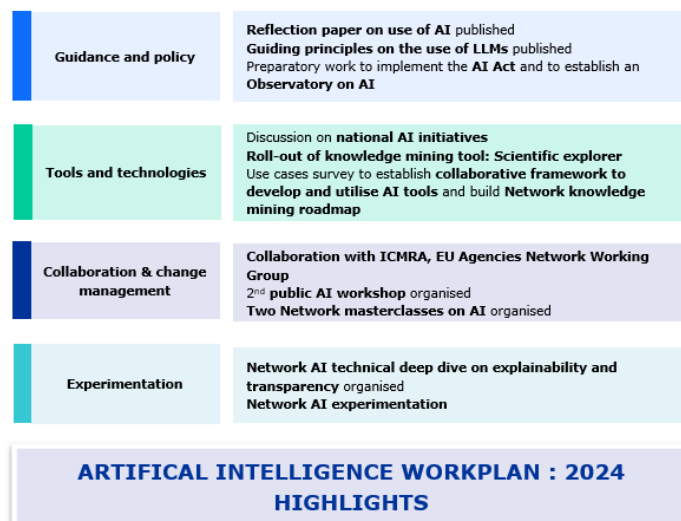 Guidance and policy
Reflection paper on use of AI published
Guiding principles on the use of LLMs published
Preparatory work to implement the AI Act and to establish an
Observatory on AI
Tools and technologies
Discussion on national AI initiatives
Roll-out of knowledge mining tool: Scientific explorer
Use cases survey to establish collaborative framework to
develop and utilise AI tools and build Network knowledge
mining roadmap
Collaboration & change
management
Collaboration with ICMRA, EU Agencies Network Working
Group
2nd public AI workshop organised
Two Network masterclasses on AI organised
Experimentation
Network AI technical deep dive on explainability and
transparency organised
Network AI experimentation
ARTIFICAL INTELLIGENCE WORKPLAN : 2024
HIGHLIGHTS